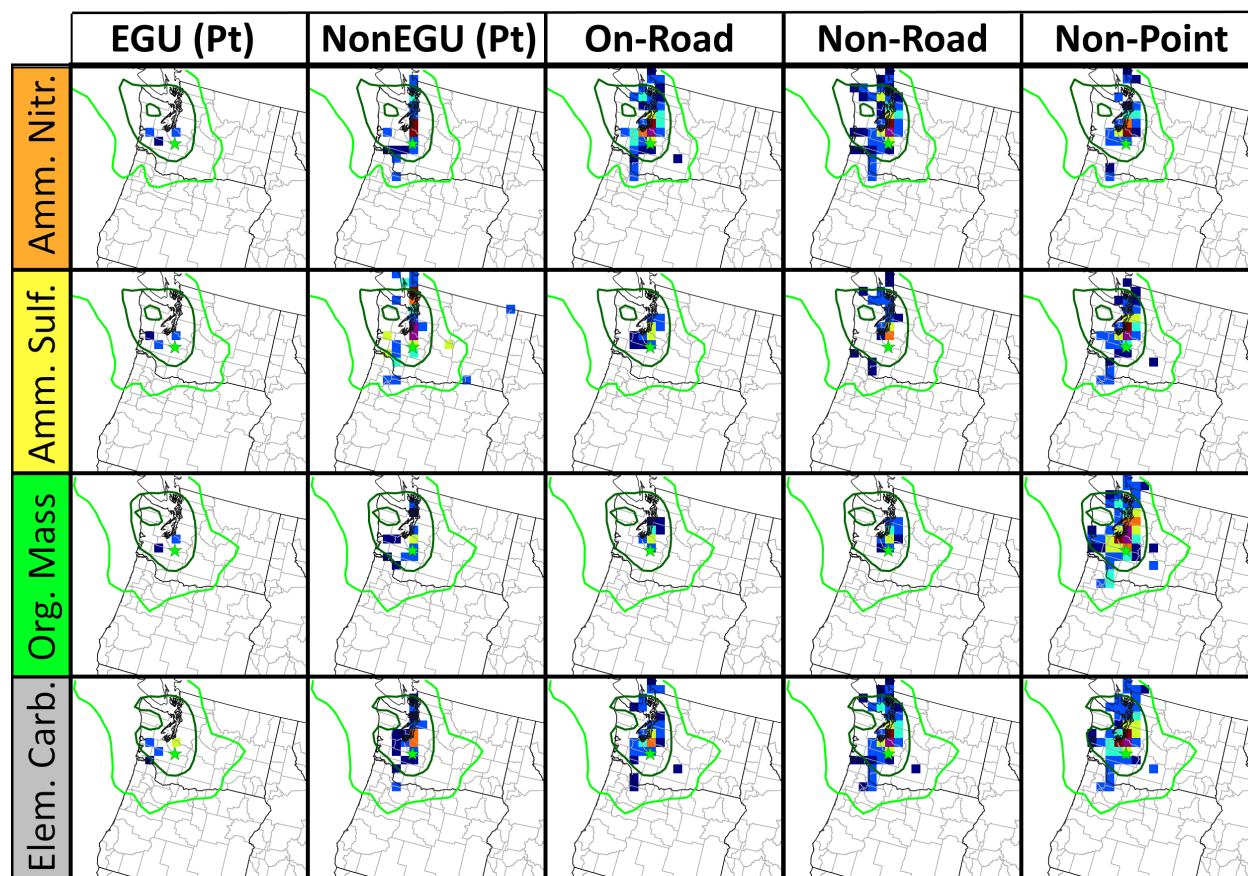 EGU (Pt) NonEGU (Pt) On-Road Non-Road Non-Point
Amm. Nitr.
Amm. Sulf.
Org. Mass
Elem. Carb.